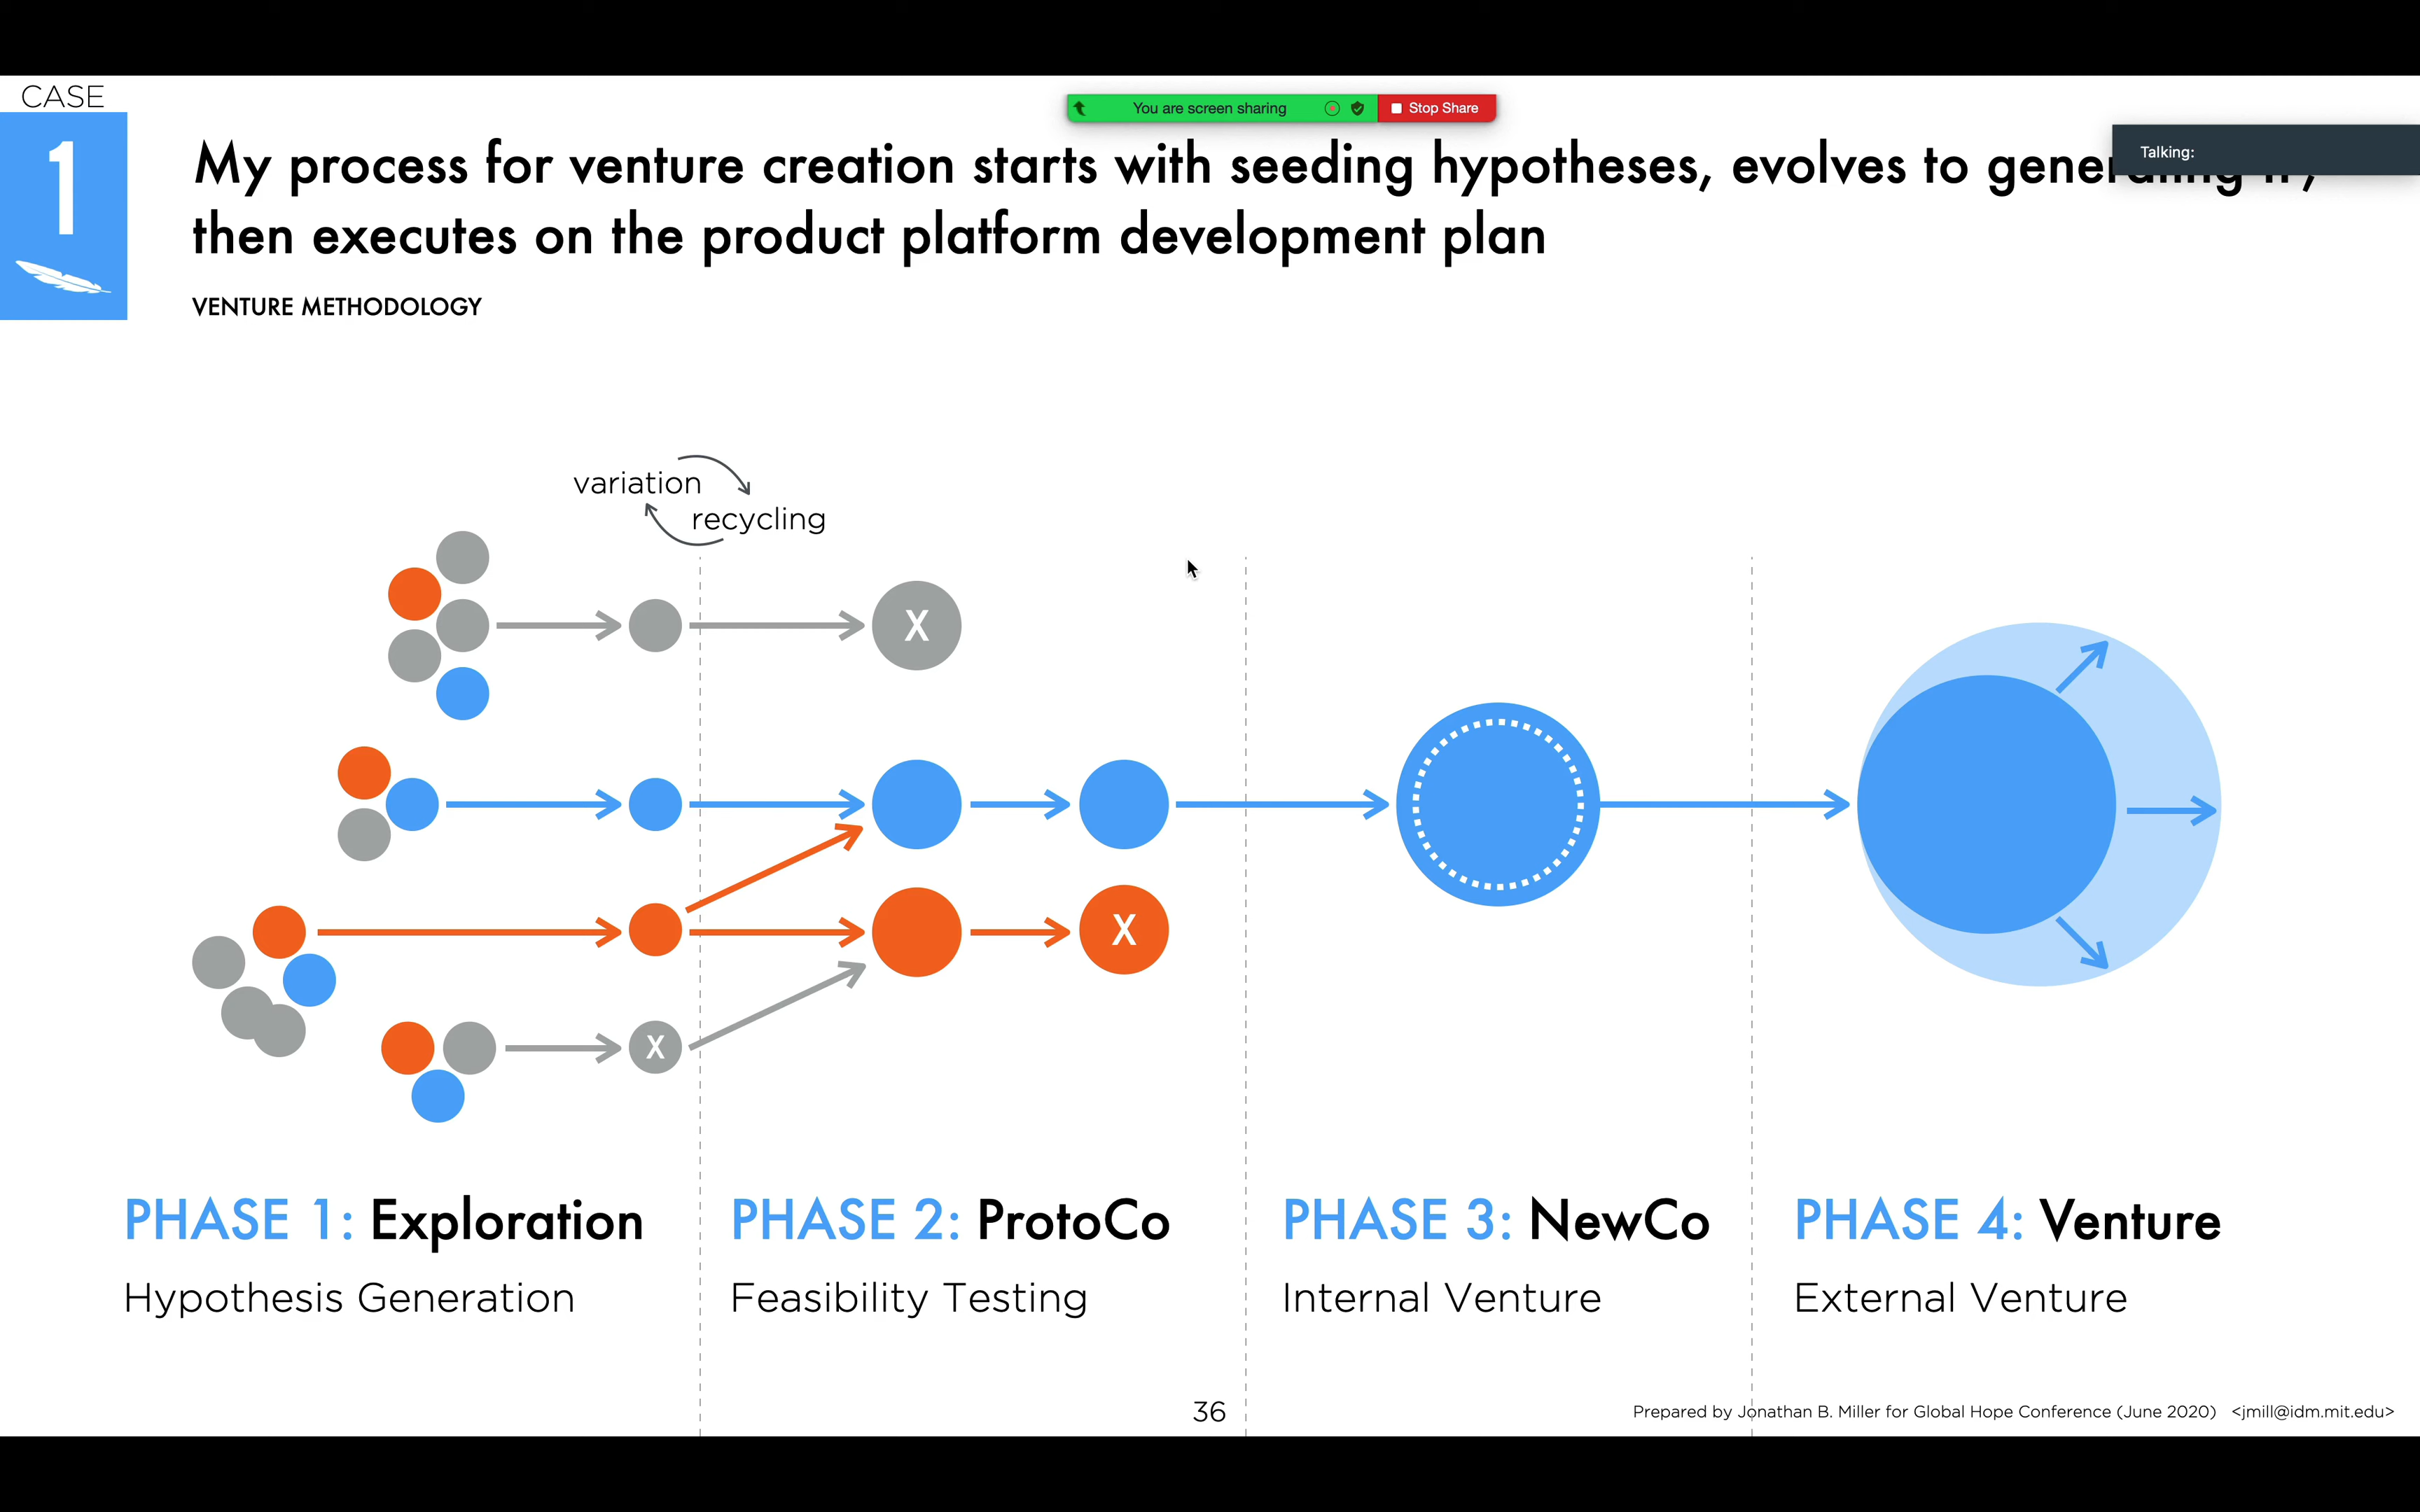 CASE
1
You are screen sharing
Stop Share
Talking:
My process for venture creation starts with seeding hypotheses, evolves to
then executes on the product platform development plan
VENTURE METHODOLOGY
variation
recycling
X
X
X
PHASE 1: Exploration
Hypothesis Generation
PHASE 2: ProtoCo
Feasibility Testing
PHASE 3: NewCo
Internal Venture
PHASE 4: Venture
External Venture
36
Prepared by Jonathan B. Miller for Global Hope Conference (June 2020) <jmill@idm.mit.edu>